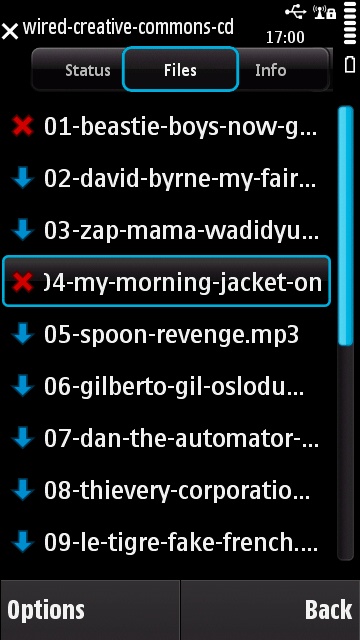 wired-creative-commons-cd
17:00
Status Files Info
01-beastie-boys-now-g...
02-david-byrne-my-fair...
03-zap-mama-wadidyu...
04-my-morning-jacket-on
05-spoon-revenge.mp3
06-gilberto-gil-oslodu...
07-dan-the-automator-...
08-thievery-corporatio...
09-le-tigre-fake-french....
Options Back